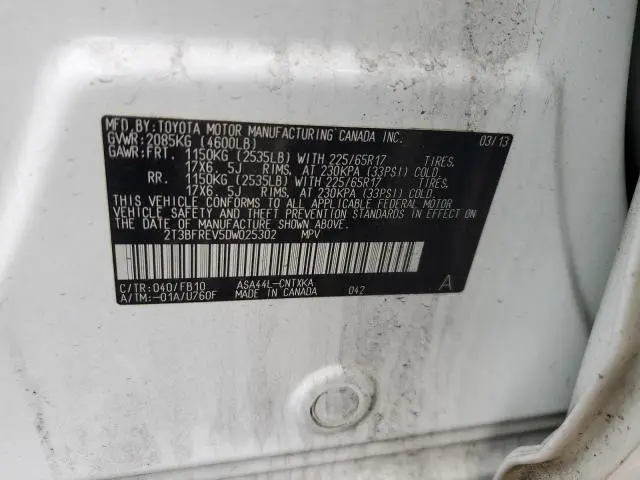 MFD.BY:TOYOTA MOTOR MANUFACTURING CANADA INC. 03/13
GVWR:2085KG (4600LB)
GAWR:FRT. 1150KG (2535LB) WITH 225/65R17 TIRES.
17X6.5J RIMS. AT 230KPA (33PSI) COLD.
RR. 1150KG (2535LB) WITH 225/65R17 TIRES.
17X6.5J RIMS. AT 230KPA (33PSI) COLD.
THIS VEHICLE CONFORMS TO ALL APPLICABLE FEDERAL MOTOR
VEHICLE SAFETY AND THEFT PREVENTION STANDARDS IN EFFECT
ON THE DATE OF MANUFACTURE SHOWN ABOVE.
2T3BFREV5DW025302 MPV
C/TR:040/FB10 ASA44L-CNTXKA A
A/TM:-01A/U760F MADE IN CANADA 042